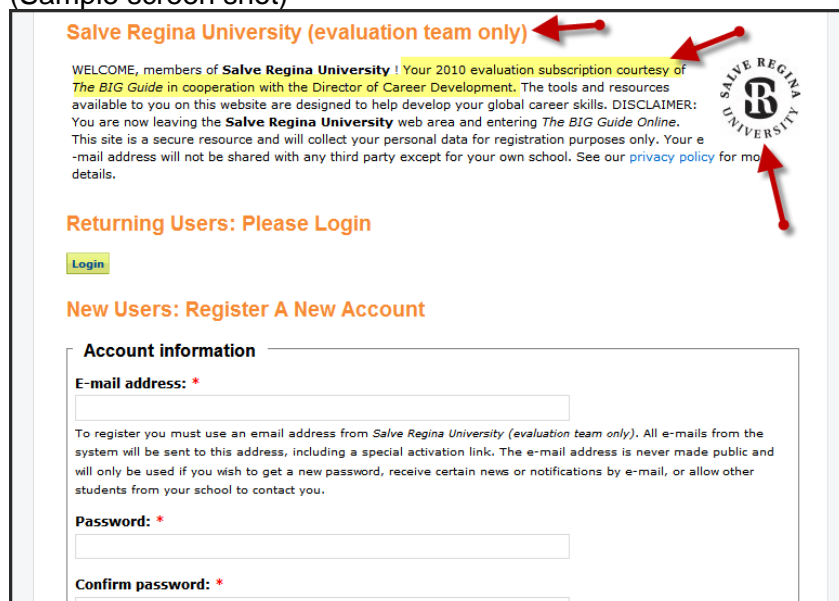 (Sample screen shot)
Salve Regina University (evaluation team only)
WELCOME, members of Salve Regina University ! Your 2010 evaluation subscription courtesy of
The BIG Guide in cooperation with the Director of Career Development. The tools and resources
available to you on this website are designed to help develop your global career skills. DISCLAIMER:
You are now leaving the Salve Regina University web area and entering The BIG Guide Online.
This site is a secure resource and will collect your personal data for registration purposes only. Your e
-mail address will not be shared with any third party except for your own school. See our privacy policy for
details.
SALVE REGINA UNIVERSITY
R
Returning Users: Please Login
Login
New Users: Register A New Account
Account information
E-mail address: *
To register you must use an email address from Salve Regina University (evaluation team only). All e-mails from the
system will be sent to this address, including a special activation link. The e-mail address is never made public and
will only be used if you wish to get a new password, receive certain news or notifications by e-mail, or allow other
students from your school to contact you.
Password: *
Confirm password: *